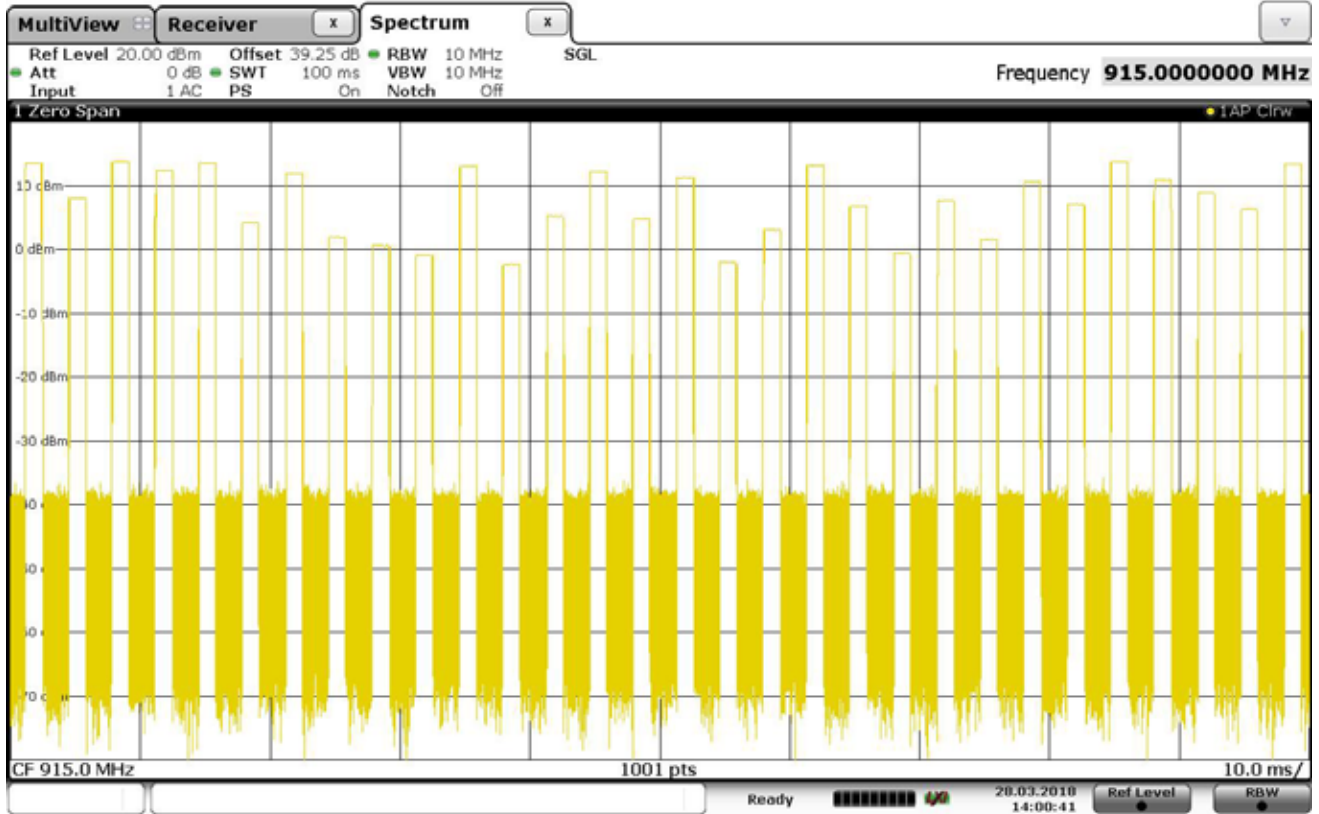 MultiView Receiver X Spectrum X
Ref Level 20.00 dBm Offset 39.25 dB RBW 10 MHz SGL
Att 0 dB SWT 100 ms VBW 10 MHz Frequency 915.0000000 MHz
Input 1 AC PS On Notch Off
1 Zero Span 1AP Clrw
10 dBm
0 dBm
-10 dBm
-20 dBm
-30 dBm
CF 915.0 MHz 1001 pts 10.0 ms/
Ready 28.03.2018 Ref Level RBW
14:00:41